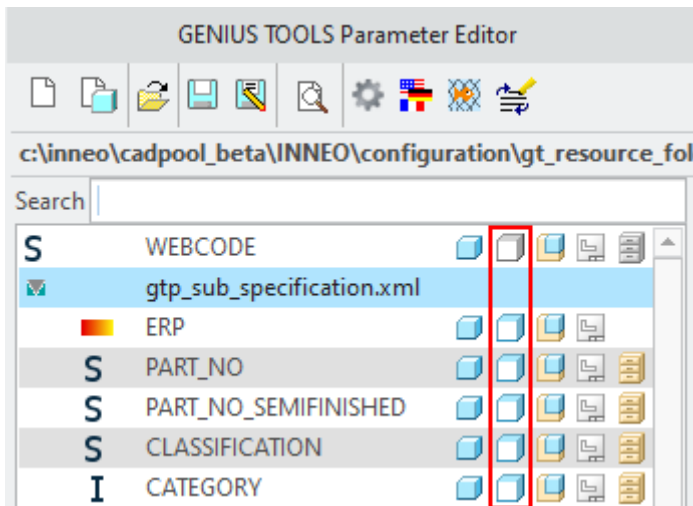 GENIUS TOOLS Parameter Editor
c:\inneo\cadpool_beta\INNEO\configuration\gt_resource_fol
Search
S WEBCODE
gtp_sub_specification.xml
ERP
S PART_NO
S PART_NO_SEMIFINISHED
S CLASSIFICATION
I CATEGORY